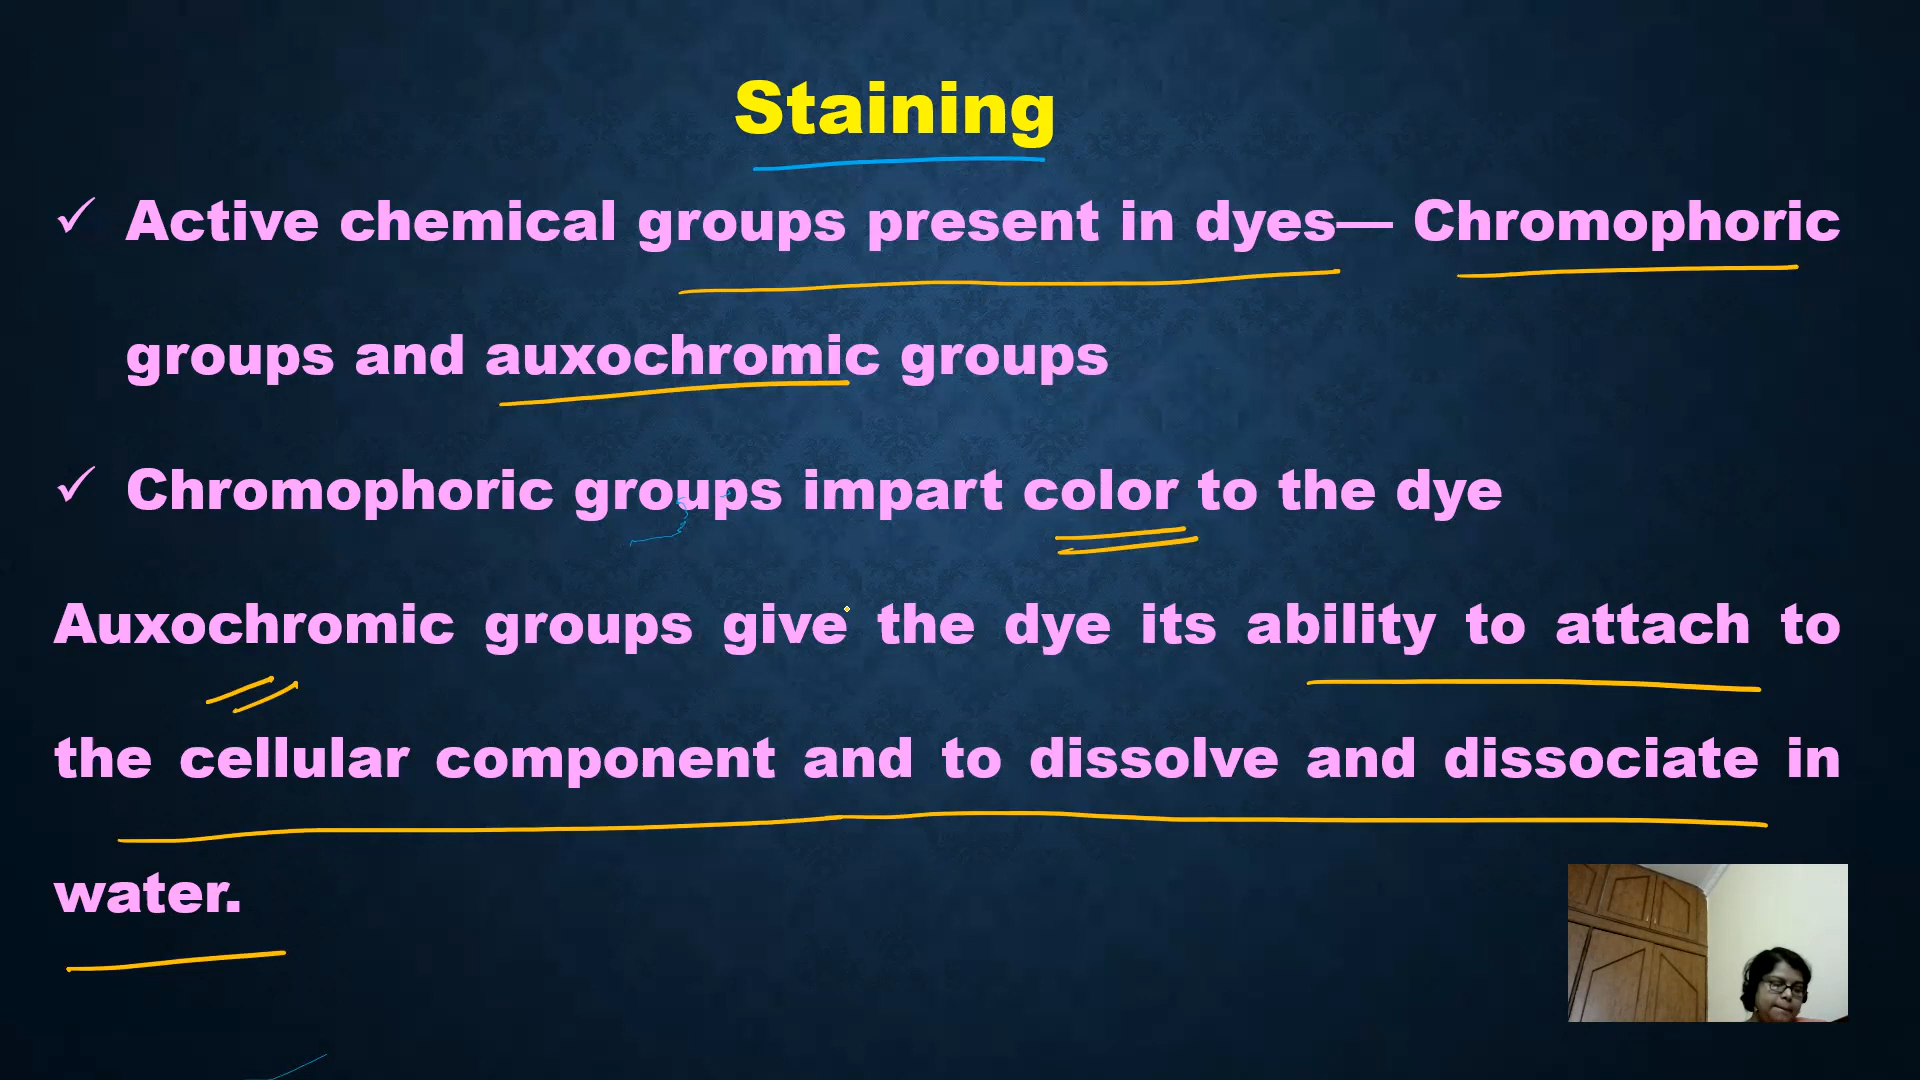 Staining
✓ Active chemical groups present in dyes— Chromophoric
groups and auxochromic groups
✓ Chromophoric groups impart color to the dye
Auxochromic groups give the dye its ability to attach to
the cellular component and to dissolve and dissociate in
water.